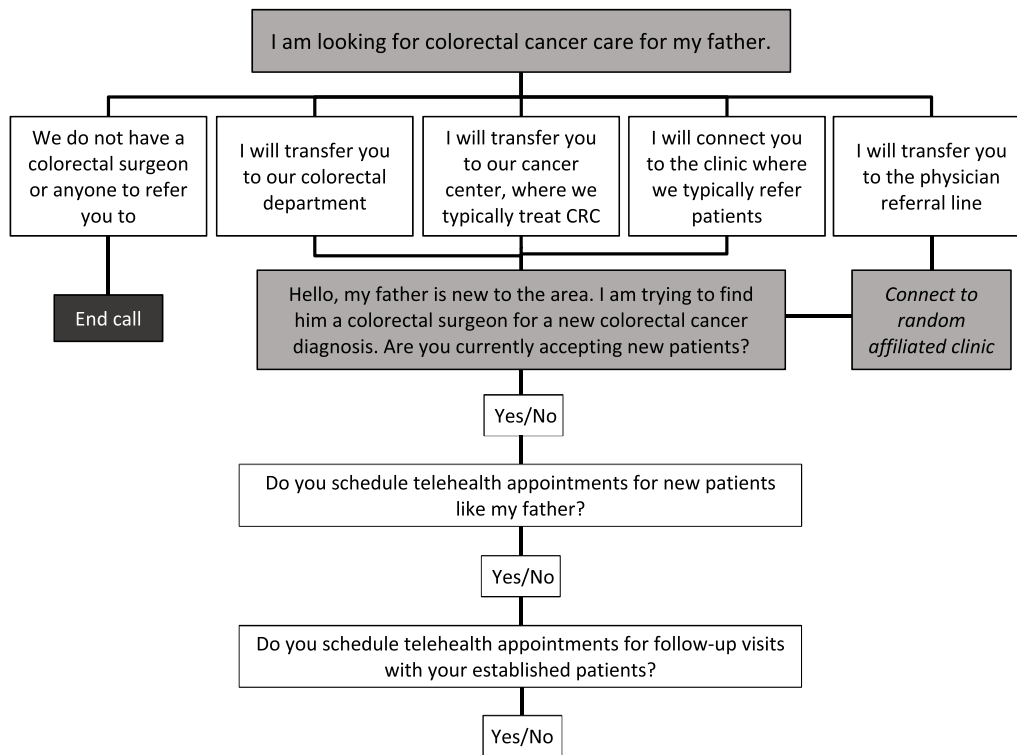 I am looking for colorectal cancer care for my father.
We do not have a
colorectal surgeon
or anyone to refer
you to
I will transfer you
to our colorectal
department
I will transfer you
to our cancer
center, where we
typically treat CRC
I will connect you
to the clinic where
we typically refer
patients
I will transfer you
to the physician
referral line
End call
Hello, my father is new to the area. I am trying to find
him a colorectal surgeon for a new colorectal cancer
diagnosis. Are you currently accepting new patients?
Connect to
random
affiliated clinic
Yes/No
Do you schedule telehealth appointments for new patients
like my father?
Yes/No
Do you schedule telehealth appointments for follow-up visits
with your established patients?
Yes/No